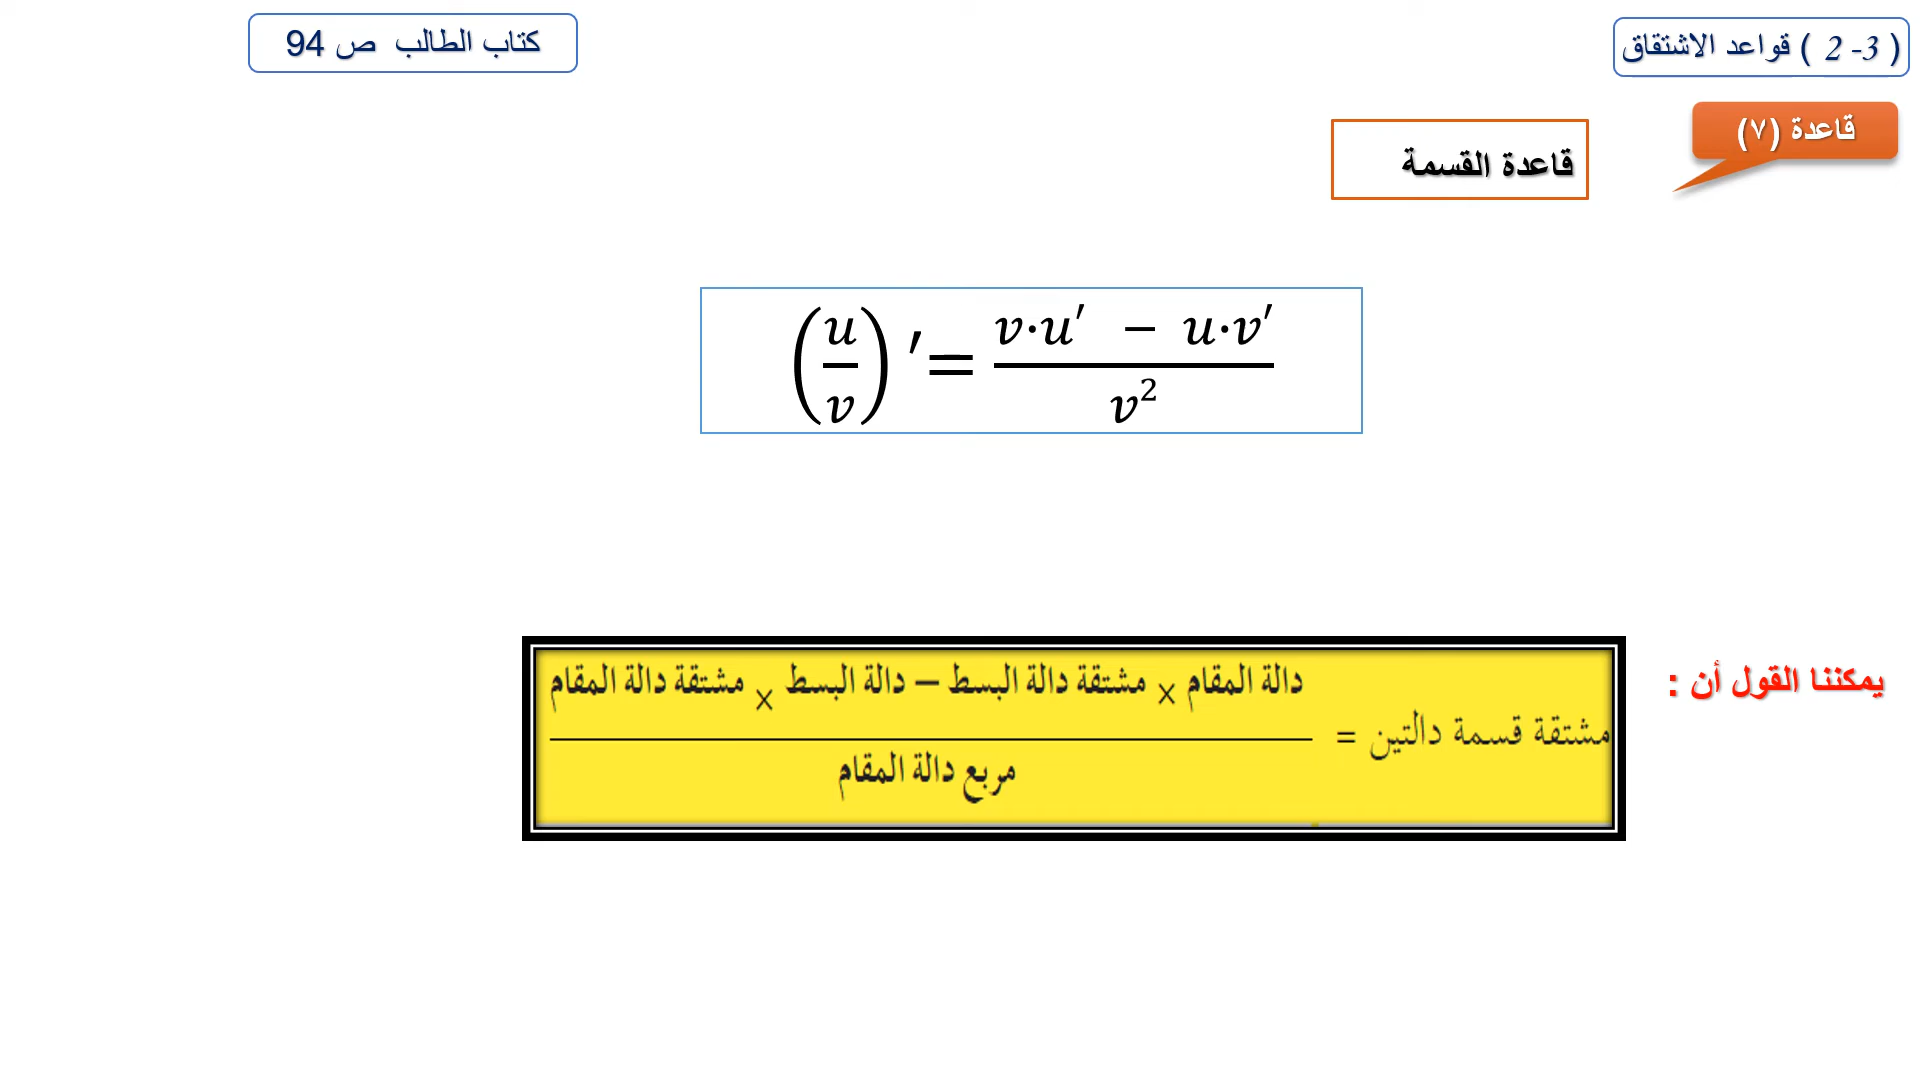 ( 2 -3 ) قواعد الاشتقاق
كتاب الطالب ص 94
قاعدة (٧)
قاعدة القسمة
(u/v) ′= (v·u′ − u·v′)/v²
يمكننا القول أن :
مشتقة قسمة دالتين =
دالة المقام × مشتقة دالة البسط – دالة البسط × مشتقة دالة المقام
مربع دالة المقام